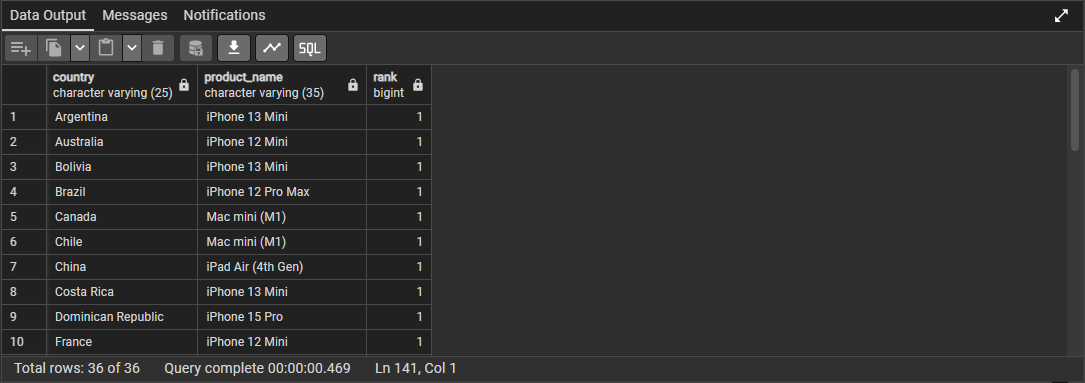 Data Output Messages Notifications
SQL
country product_name rank
character varying (25) character varying (35) bigint
1 Argentina iPhone 13 Mini 1
2 Australia iPhone 12 Mini 1
3 Bolivia iPhone 13 Mini 1
4 Brazil iPhone 12 Pro Max 1
5 Canada Mac mini (M1) 1
6 Chile Mac mini (M1) 1
7 China iPad Air (4th Gen) 1
8 Costa Rica iPhone 13 Mini 1
9 Dominican Republic iPhone 15 Pro 1
10 France iPhone 12 Mini 1
Total rows: 36 of 36 Query complete 00:00:00.469 Ln 141, Col 1